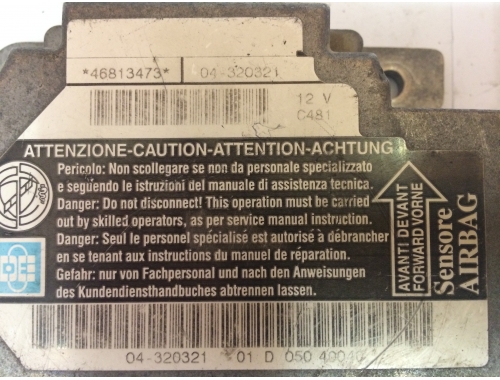 *46813473* 04-320321
12 V
C481
ATTENZIONE-CAUTION-ATTENTION-ACHTUNG
Pericolo: Non scollegare se non da personale specializzato
e seguendo le istruzioni del manuale di assistenza tecnica.
Danger: Do not disconnect! This operation must be carried
out by skilled operators, as per service manual instruction.
Danger: Seul le personel spécialisé est autorisé à débrancher
en se tenant aux instructions du manuel de réparation.
Gefahr: nur von Fachpersonal und nach den Anweisungen
des Kundendiensthandbuches abtrennen lassen.
AVANTI DEVANT
FORWARD VORNE
Sensore
AIRBAG
04-320321 01 D 050